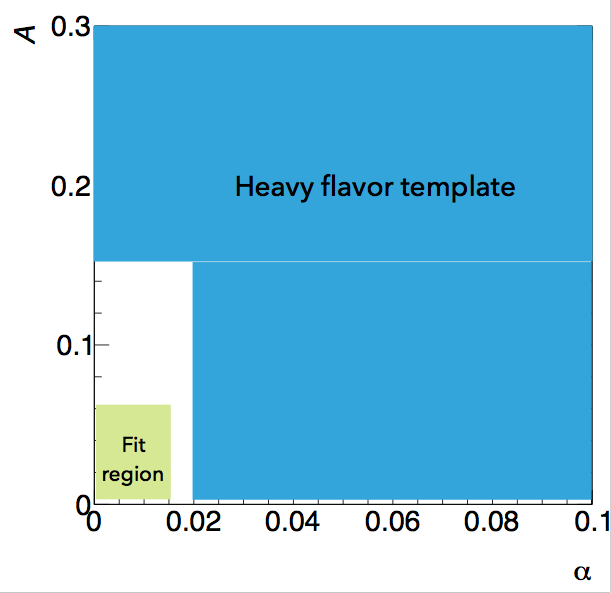 A
0.3
0.2
Heavy flavor template
0.1
Fit
region
0
0 0.02 0.04 0.06 0.08 0.1
α